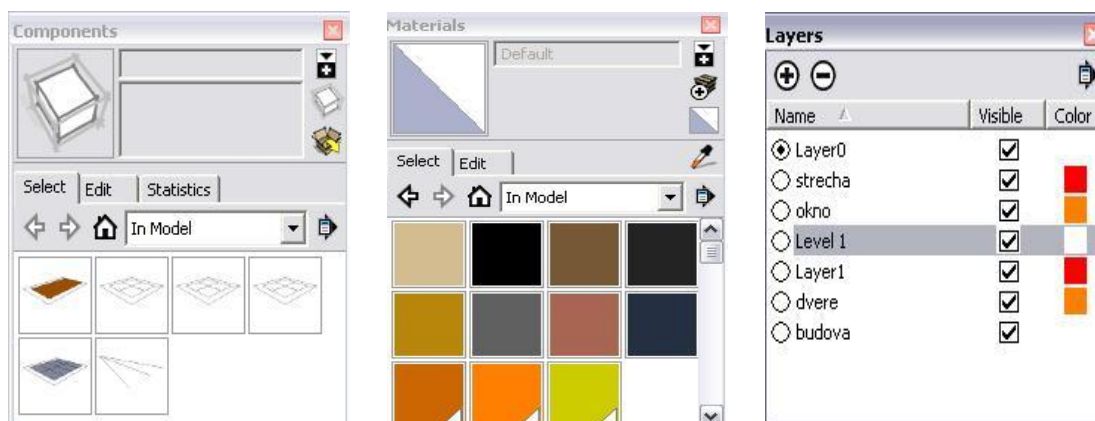 Components
Select Edit Statistics
In Model
Materials
Default
Select Edit
In Model
Layers
Name Visible Color
Layer0
strecha
okno
Level 1
Layer1
dvere
budova